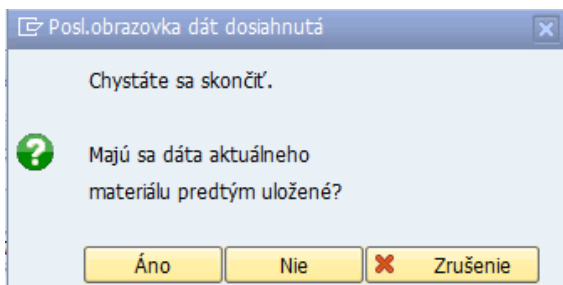 Posl.obrazovka dát dosiahnutá
Chystáte sa skončiť.
Majú sa dáta aktuálneho
materiálu predtým uložené?
Áno Nie Zrušenie